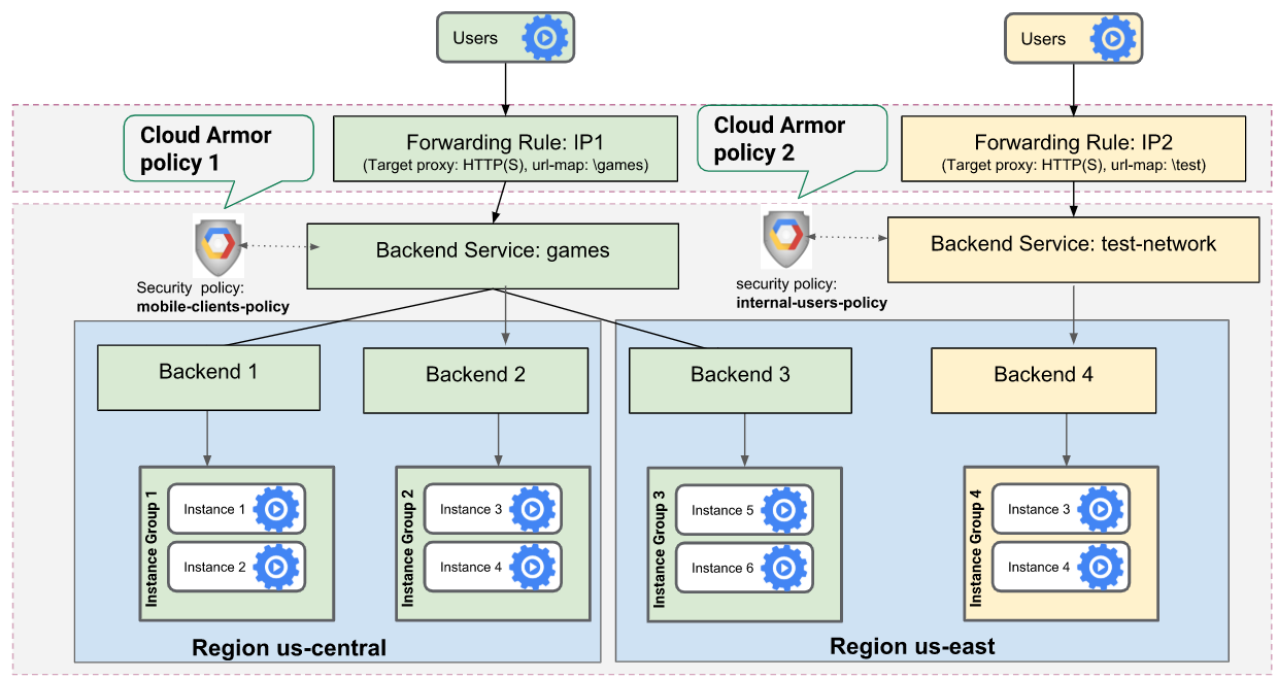 Users
Users
Cloud Armor
policy 1
Forwarding Rule: IP1
(Target proxy: HTTP(S), url-map: \games)
Cloud Armor
policy 2
Forwarding Rule: IP2
(Target proxy: HTTP(S), url-map: \test)
Backend Service: games
Backend Service: test-network
Security policy:
mobile-clients-policy
security policy:
internal-users-policy
Backend 1
Backend 2
Backend 3
Backend 4
Instance Group 1
Instance 1
Instance 2
Instance Group 2
Instance 3
Instance 4
Instance Group 3
Instance 5
Instance 6
Instance Group 4
Instance 3
Instance 4
Region us-central
Region us-east